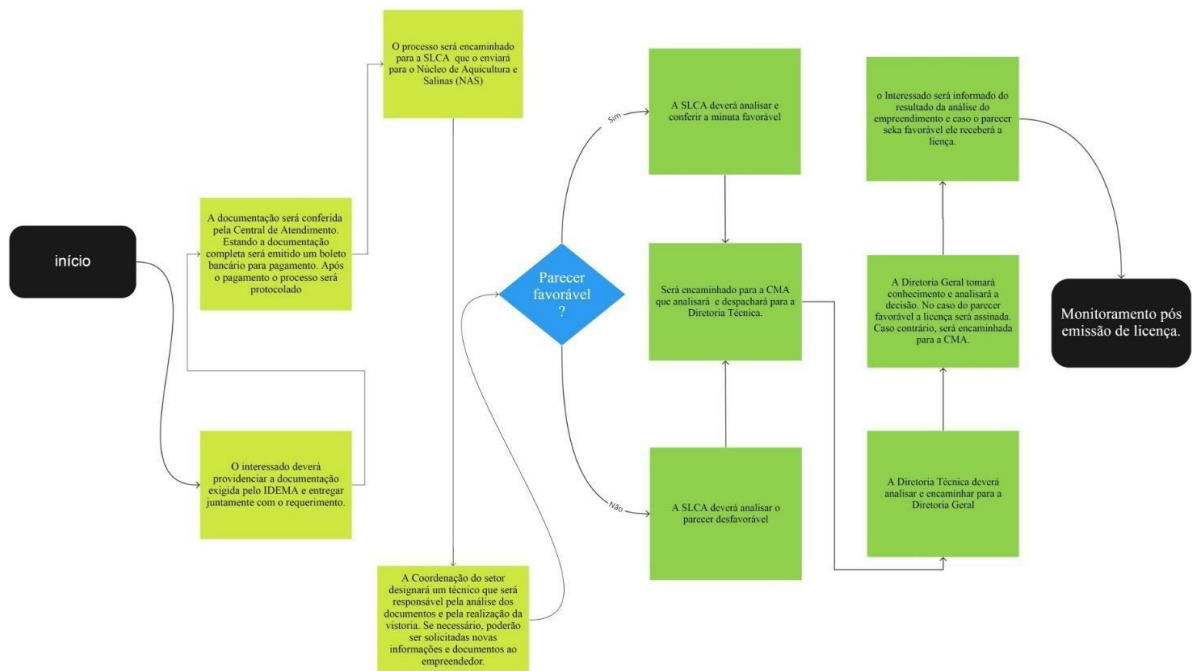 início
O interessado deverá
providenciar a documentação
exigida pelo IDEMA e entregar
juntamente com o requerimento.
A documentação será conferida
pela Central de Atendimento.
Estando a documentação
completa será emitido um boleto
bancário para pagamento. Após
o pagamento o processo será
protocolado
O processo será encaminhado
para a SLCA que o enviará
para o Núcleo de Aquicultura e
Salinas (NAS)
A Coordenação do setor
designará um técnico que será
responsável pela análise dos
documentos e pela realização da
vistoria. Se necessário, poderão
ser solicitadas novas
informações e documentos ao
empreendedor.
Parecer
favorável
?
Sim
A SLCA deverá analisar e
conferir a minuta favorável
Não
A SLCA deverá analisar o
parecer desfavorável
Será encaminhado para a CMA
que analisará e despachará para a
Diretoria Técnica.
A Diretoria Técnica deverá
analisar e encaminhar para a
Diretoria Geral
A Diretoria Geral tomará
conhecimento e analisará a
decisão. No caso do parecer
favorável a licença será assinada.
Caso contrário, será encaminhada
para a CMA.
o Interessado será informado do
resultado da análise do
empreendimento e caso o parecer
seka favorável ele receberá a
liença.
Monitoramento pós
emissão de licença.